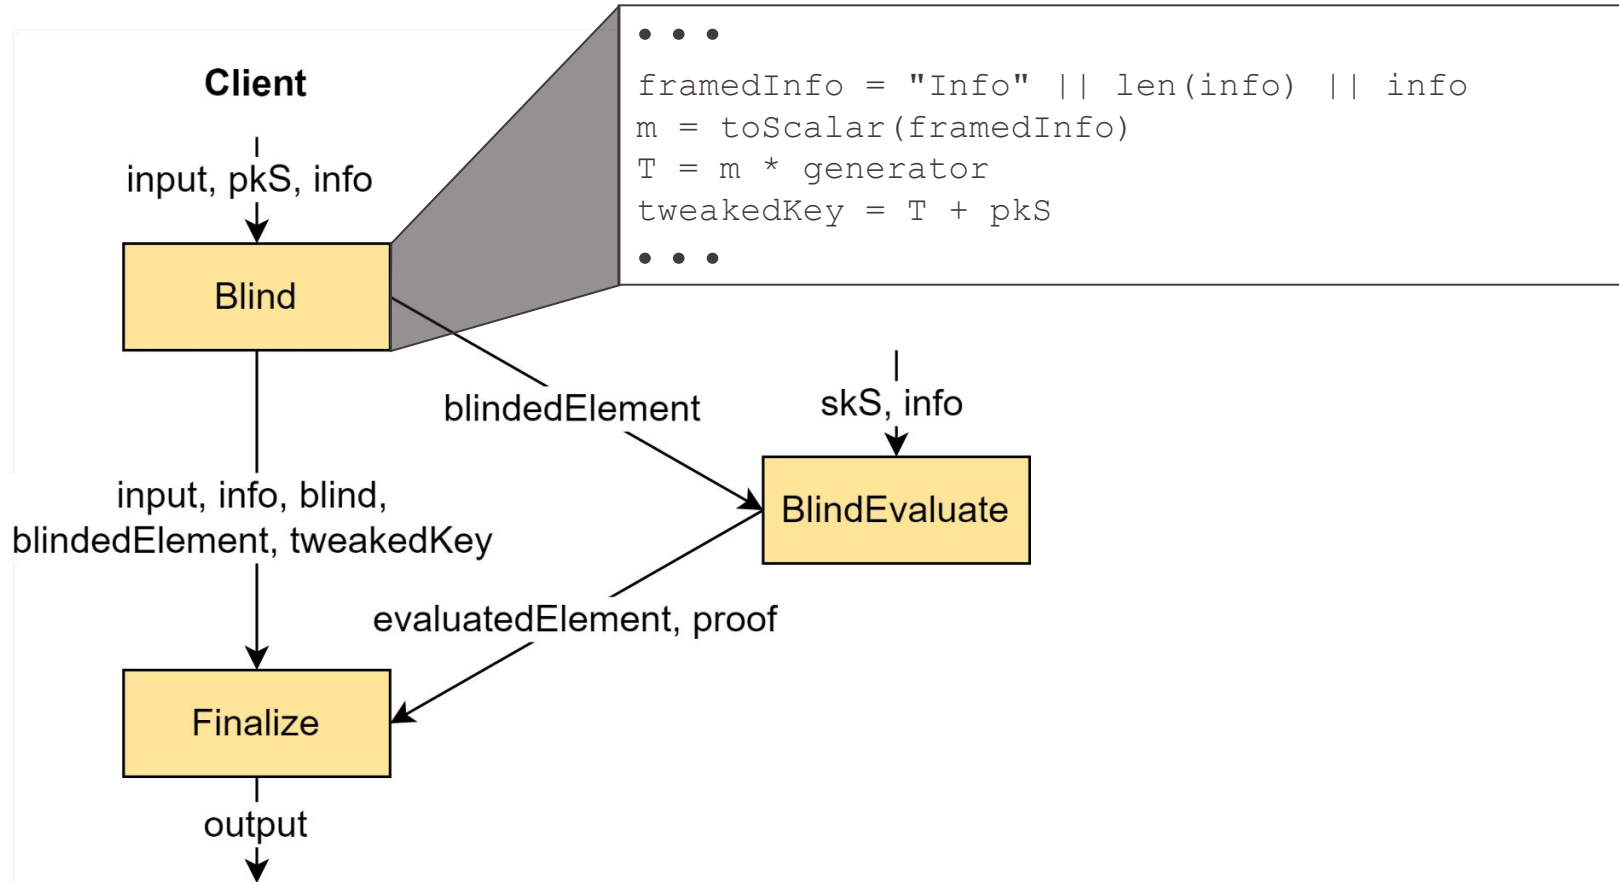 Client
input, pkS, info
Blind
• • •
framedInfo = "Info" || len(info) || info
m = toScalar(framedInfo)
T = m * generator
tweakedKey = T + pkS
• • •
blindedElement
skS, info
BlindEvaluate
input, info, blind,
blindedElement, tweakedKey
evaluatedElement, proof
Finalize
output